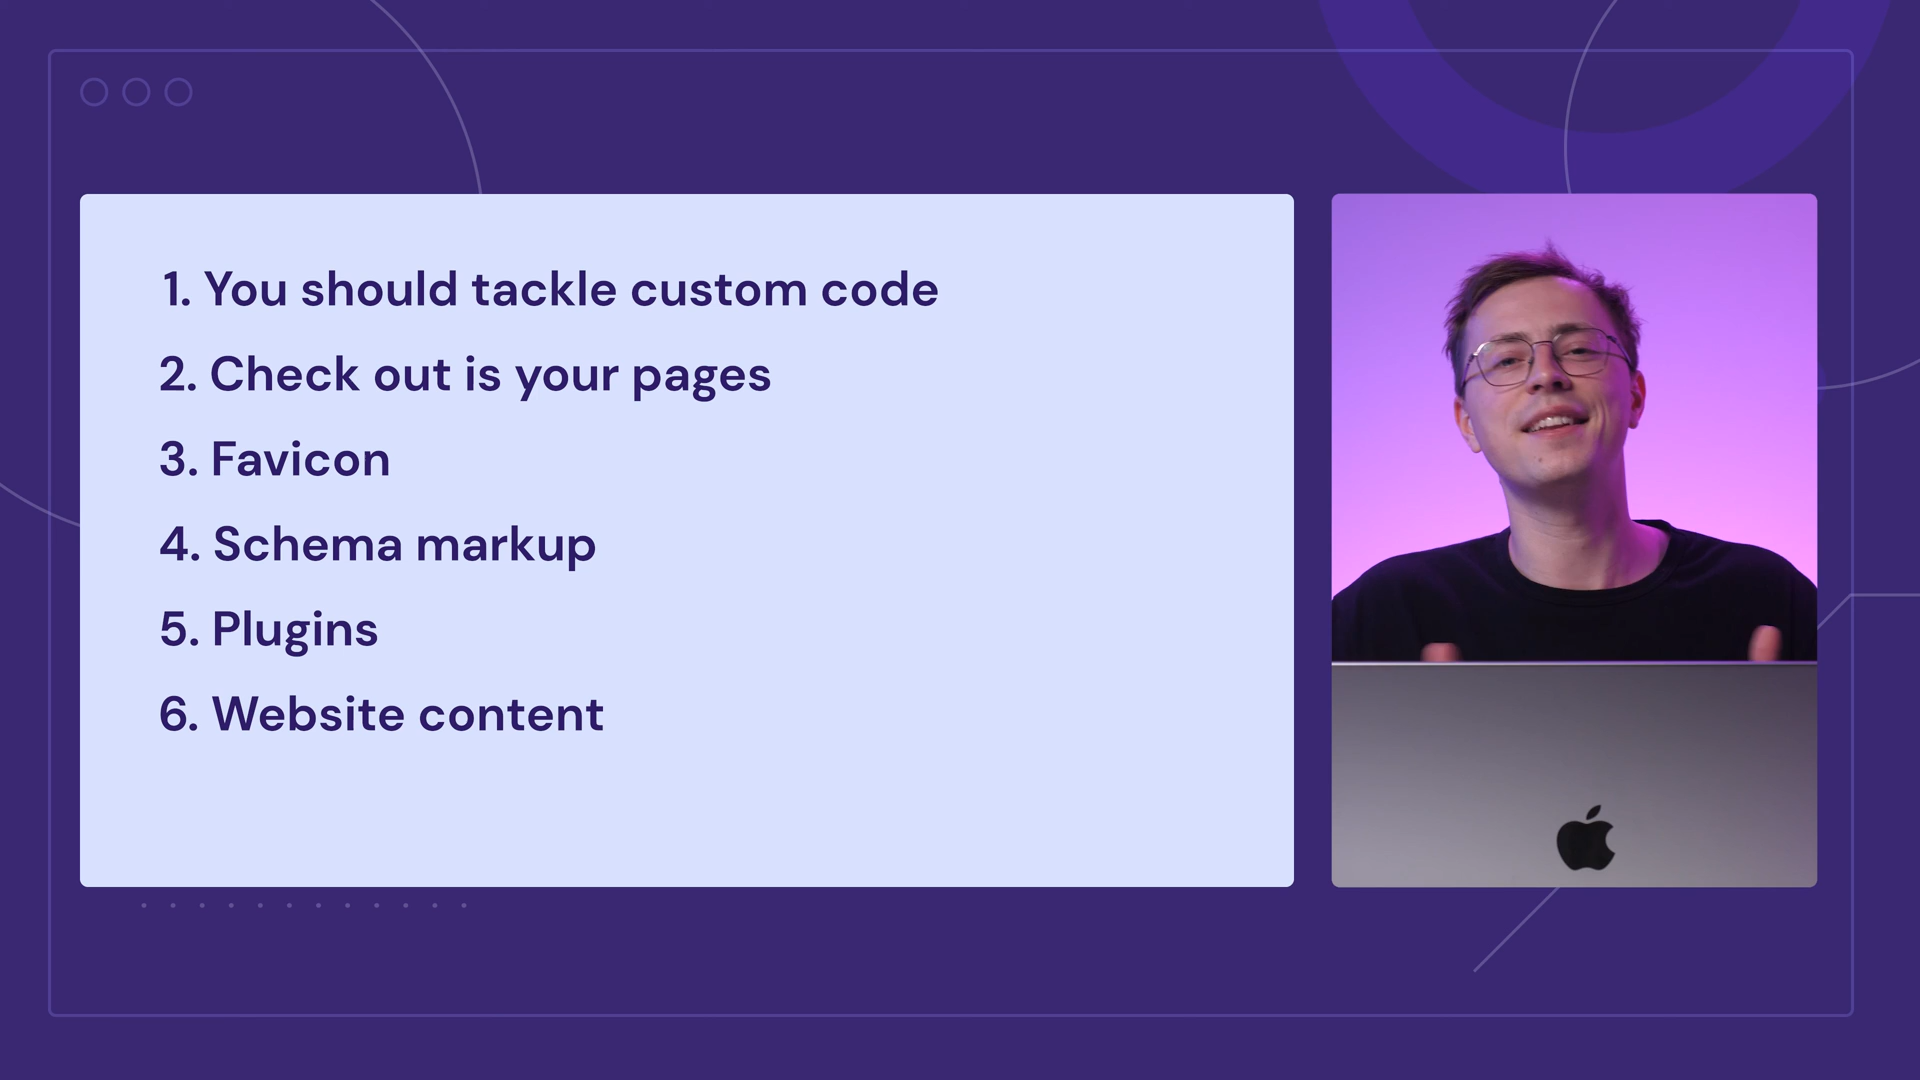 1. You should tackle custom code
2. Check out is your pages
3. Favicon
4. Schema markup
5. Plugins
6. Website content